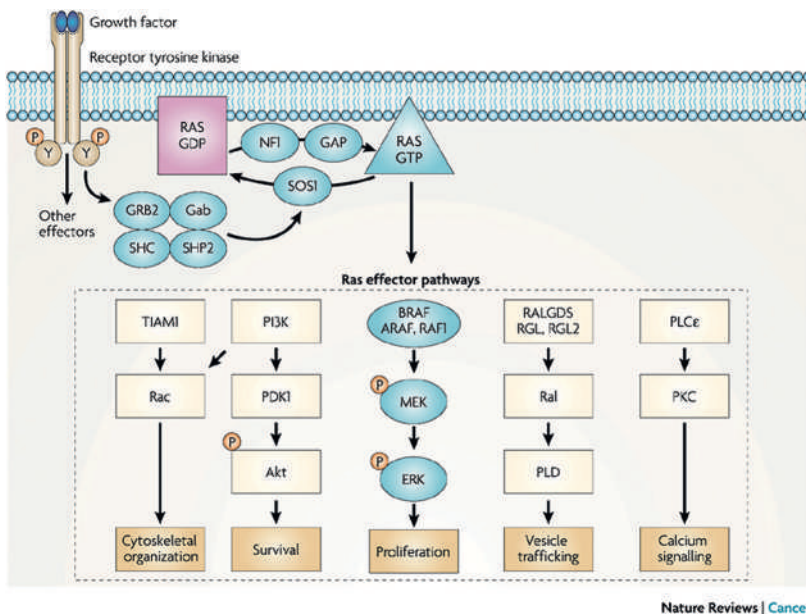 Growth factor
Receptor tyrosine kinase
RAS
GDP
NF1
GAP
RAS
GTP
P
P
Y
Y
SOS1
Other
effectors
GRB2
Gab
SHC
SHP2
Ras effector pathways
TIAM1
PI3K
BRAF
ARAF, RAF1
RALGDS
RGL, RGL2
PLCε
Rac
PDK1
P
MEK
Ral
PKC
P
Akt
P
ERK
PLD
Cytoskeletal
organization
Survival
Proliferation
Vesicle
trafficking
Calcium
signalling
Nature Reviews | Cance